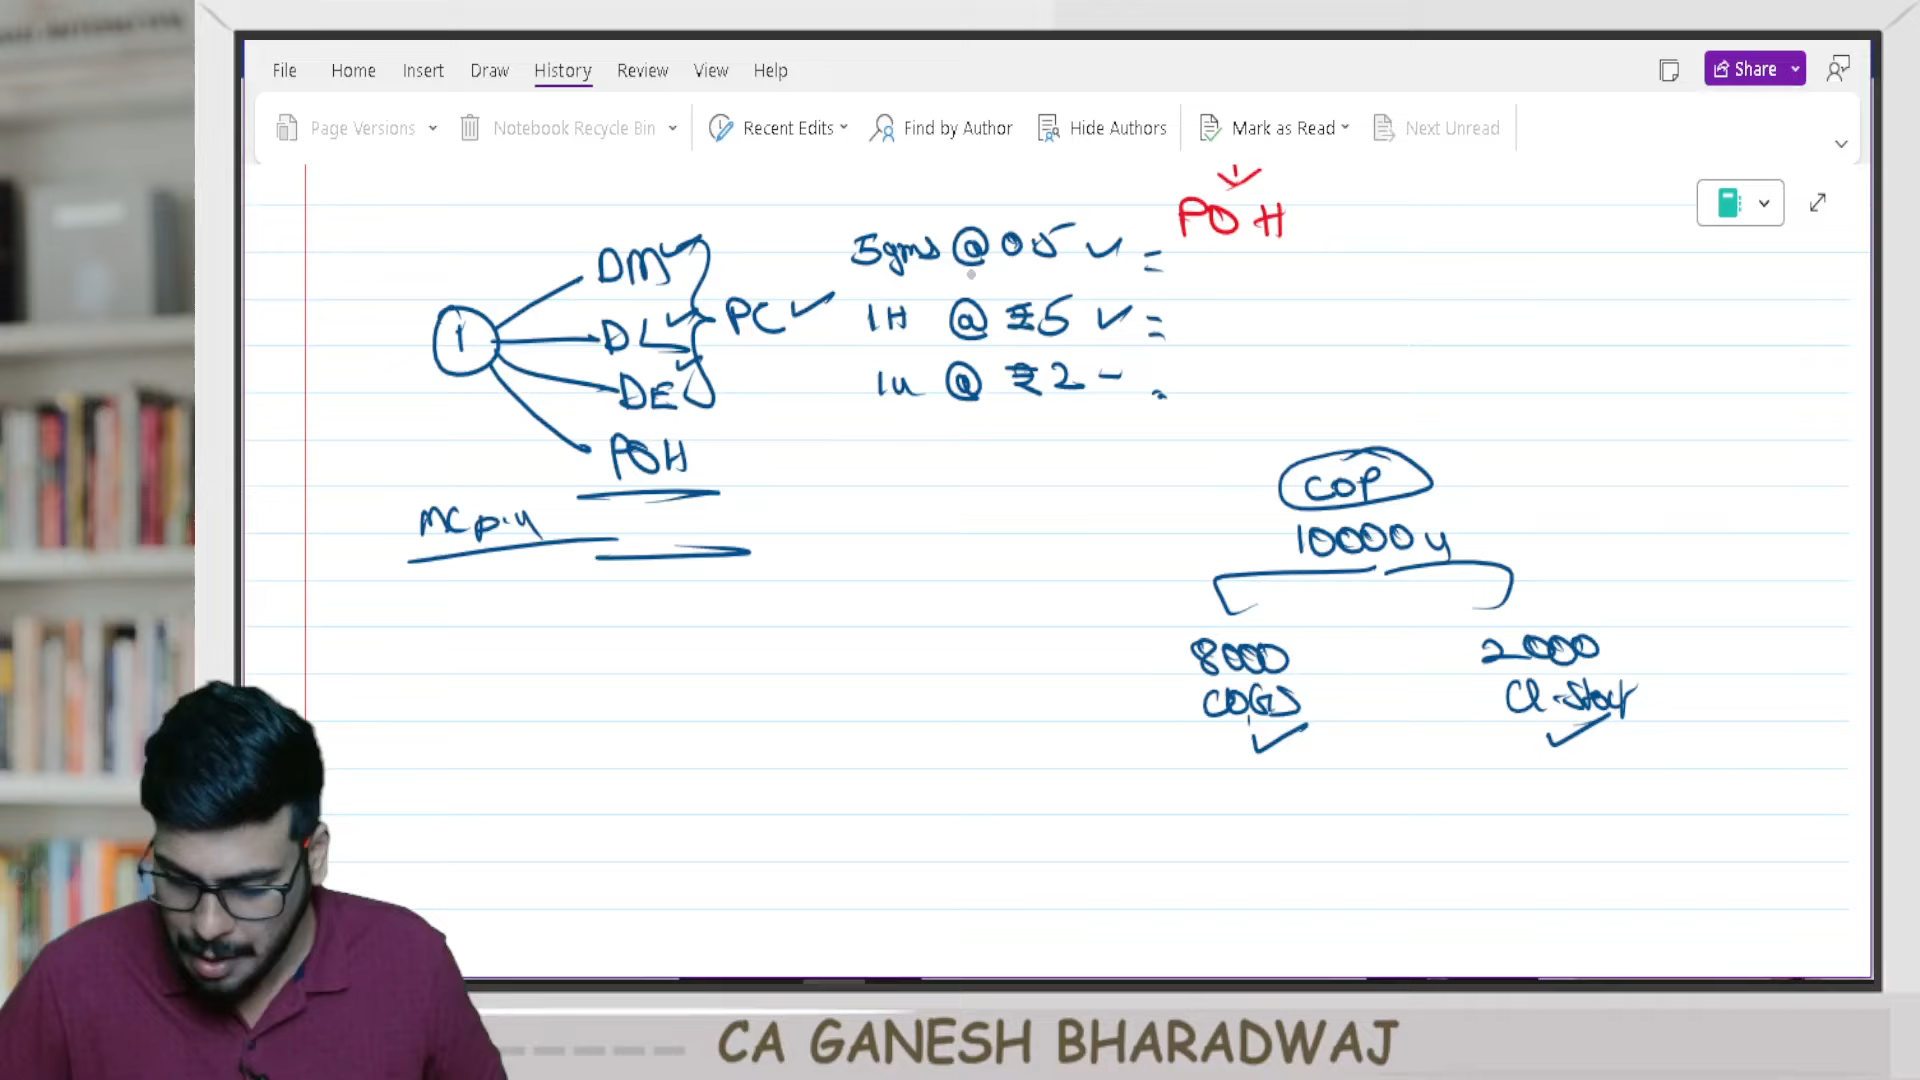 File Home Insert Draw History Review View Help
Share
Page Versions Notebook Recycle Bin Recent Edits Find by Author Hide Authors Mark as Read Next Unread
POH
DM
DL
DE
POH
PC
5gms @ 0.5 =
1H @ ₹5 =
1u @ ₹2 -
MC p.u
COP
10000 u
8000
COGS
2000
Cl. Stock
CA GANESH BHARADWAJ